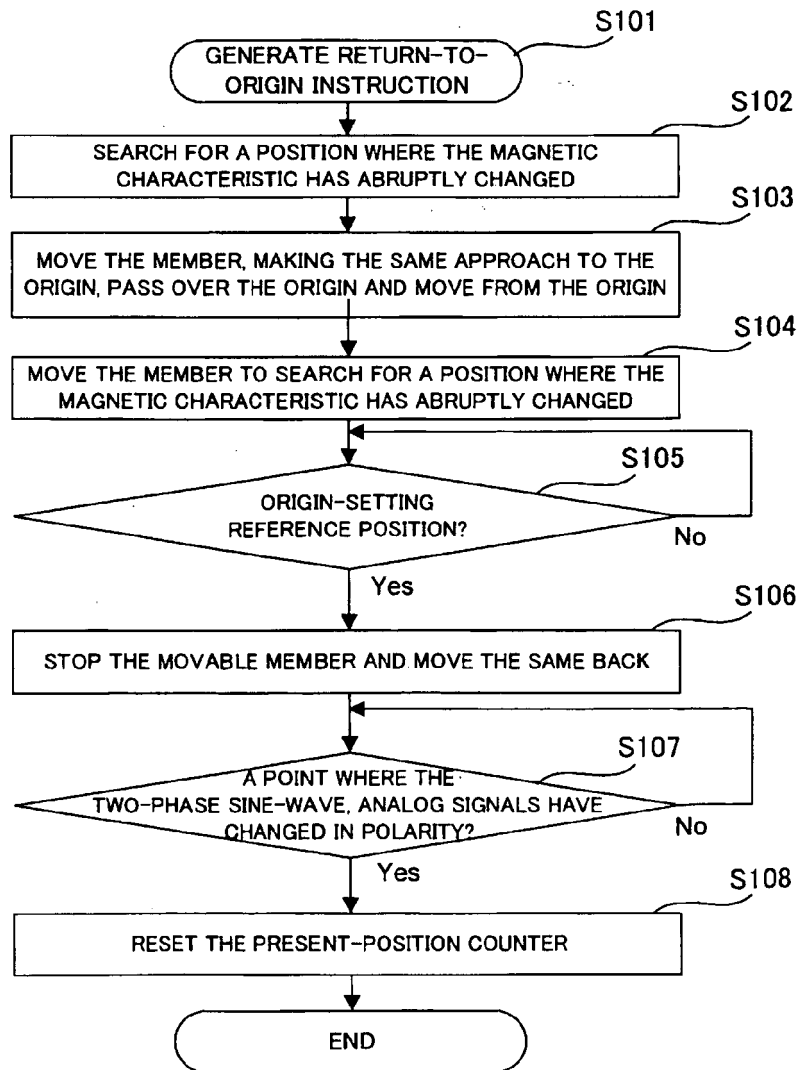 S101
GENERATE RETURN-TO-
ORIGIN INSTRUCTION
S102
SEARCH FOR A POSITION WHERE THE MAGNETIC
CHARACTERISTIC HAS ABRUPTLY CHANGED
S103
MOVE THE MEMBER, MAKING THE SAME APPROACH TO THE
ORIGIN, PASS OVER THE ORIGIN AND MOVE FROM THE ORIGIN
S104
MOVE THE MEMBER TO SEARCH FOR A POSITION WHERE THE
MAGNETIC CHARACTERISTIC HAS ABRUPTLY CHANGED
S105
ORIGIN-SETTING
REFERENCE POSITION?
No
Yes
S106
STOP THE MOVABLE MEMBER AND MOVE THE SAME BACK
S107
A POINT WHERE THE
TWO-PHASE SINE-WAVE, ANALOG SIGNALS HAVE
CHANGED IN POLARITY?
No
Yes
S108
RESET THE PRESENT-POSITION COUNTER
END